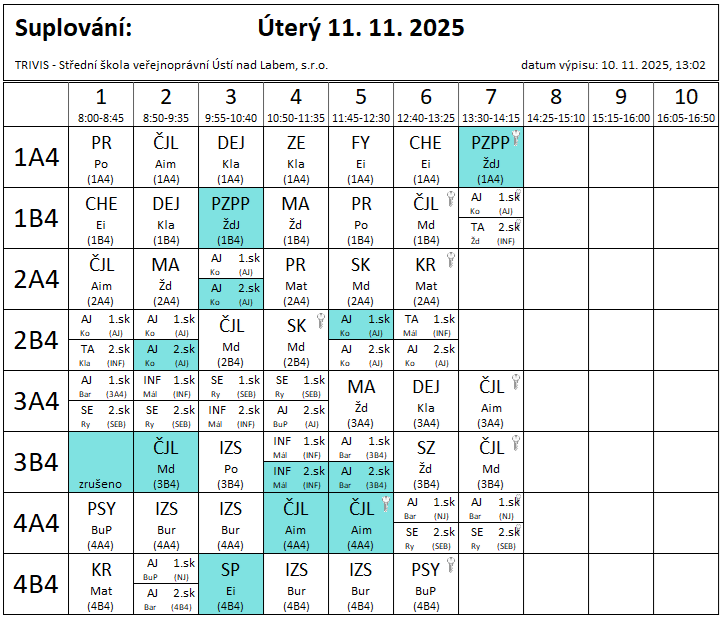 Suplování: Úterý 11. 11. 2025
TRIVIS - Střední škola veřejnoprávní Ústí nad Labem, s.r.o. datum výpisu: 10. 11. 2025, 13:02
1 2 3 4 5 6 7 8 9 10
8:00-8:45 8:50-9:35 9:55-10:40 10:50-11:35 11:45-12:30 12:40-13:25 13:30-14:15 14:25-15:10 15:15-16:00 16:05-16:50
1A4
PR ČJL DEJ ZE FY CHE PZPP
Po Aim Kla Kla Ei Ei ŽdJ
(1A4) (1A4) (1A4) (1A4) (1A4) (1A4) (1A4)
1B4
CHE DEJ PZPP MA PR ČJL AJ 1.sk
Ei Kla ŽdJ Žd Po Md Ko (AJ)
(1B4) (1B4) (1B4) (1B4) (1B4) (1B4) TA 2.sk
Žd (INF)
2A4
ČJL MA AJ 1.sk PR SK KR
Aim Žd Ko (AJ) Mat Md Mat
(2A4) (2A4) AJ 2.sk (2A4) (2A4) (2A4)
Ko (AJ)
2B4
AJ 1.sk AJ 1.sk ČJL SK AJ 1.sk TA 1.sk
Ko (AJ) Ko (AJ) Md Md Ko (AJ) Mál (INF)
TA 2.sk AJ 2.sk (2B4) (2B4) AJ 2.sk AJ 2.sk
Kla (INF) Ko (AJ) Ko (AJ) Ko (AJ)
3A4
AJ 1.sk INF 1.sk SE 1.sk SE 1.sk MA DEJ ČJL
Bar (3A4) Mál (INF) Ry (SEB) Ry (SEB) Žd Kla Aim
SE 2.sk SE 2.sk INF 2.sk AJ 2.sk (3A4) (3A4) (3A4)
Ry (SEB) Ry (SEB) Mál (INF) BuP (AJ)
3B4
ČJL IZS INF 1.sk AJ 1.sk SZ ČJL
Md Po Mál (INF) Bar (3B4) Žd Md
zrušeno (3B4) (3B4) INF 2.sk AJ 2.sk (3B4) (3B4)
Mál (INF) Bar (3B4)
4A4
PSY IZS IZS ČJL ČJL AJ 1.sk AJ 1.sk
BuP Bur Bur Aim Aim Bar (NJ) Bar (NJ)
(4A4) (4A4) (4A4) (4A4) (4A4) SE 2.sk SE 2.sk
Ry (SEB) Ry (SEB)
4B4
KR AJ 1.sk SP IZS IZS PSY
Mat BuP (NJ) Ei Bur Bur BuP
(4B4) AJ 2.sk (4B4) (4B4) (4B4) (4B4)
Bar (4B4)